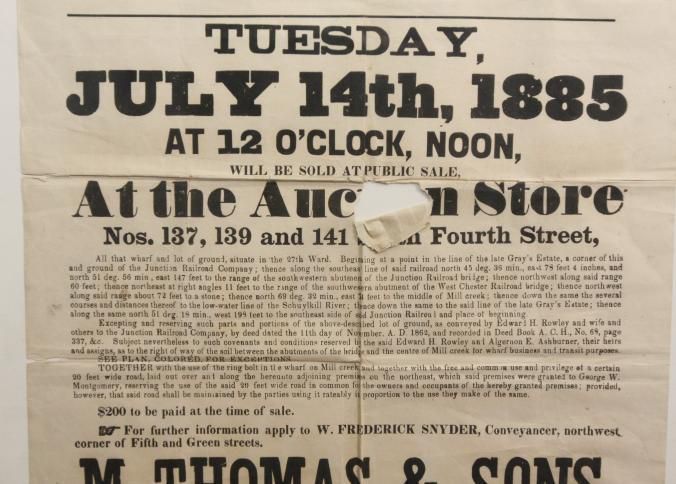 TUESDAY,
JULY 14th, 1885
AT 12 O'CLOCK, NOON,
WILL BE SOLD AT PUBLIC SALE,
At the Auc n Store
Nos. 137, 139 and 141 Fourth Street,
All that wharf and lot of ground, situate in the 27th Ward. Beginning at a point in the line of the late Gray's Estate, a corner of this
and ground of the Junction Railroad Company; thence along the southeast line of said railroad north 45 deg. 36 min., east 78 feet 4 inches, and
north 51 deg. 56 min., east 147 feet to the range of the southwestern abutment of the Junction Railroad bridge; thence northwest along said range
60 feet; thence northeast at right angles 11 feet to the range of the southwestern abutment of the West Chester Railroad bridge; thence northwest
along said range about 72 feet to a stone; thence north 69 deg. 32 min., east feet to the middle of Mill creek; thence down the same the several
courses and distances thereof to the low-water line of the Schuylkill River; thence down the same to the said line of the late Gray's Estate; thence
along the same north 51 deg. 18 min., west feet to the southeast side of said Junction Railroad and place of beginning.
Excepting and reserving such parts and portions of the above-described lot of ground, as conveyed by Edward H. Rowley and wife and
others to the Junction Railroad Company, by deed dated the 11th day of November, A. D. 1862, and recorded in Deed Book A. C. H., No. 68, page
337, &c. Subject nevertheless to such covenants and conditions reserved by the said Edward H. Rowley and Algernon E. Ashburner, their heirs
and assigns, as to the right of way of the soil between the abutments of the bridge and the centre of Mill creek for wharf business and transit purposes.
SEE PLAN, COLORED, FOR EXCEPTIONS.
TOGETHER with the use of the ring bolt in the wharf on Mill creek and together with the free and common use and privilege of a certain
20 feet wide road, laid out over and along the hereunto adjoining premises on the northeast, which said premises were granted to George W.
Montgomery, reserving the use of the said 20 feet wide road in common for the owners and occupants of the hereby granted premises; provided,
however, that said road shall be maintained by the parties using it rateably in proportion to the use they make of the same.
$200 to be paid at the time of sale.
☞ For further information apply to W. FREDERICK SNYDER, Conveyancer, northwest
corner of Fifth and Green streets.
M. THOMAS & SONS